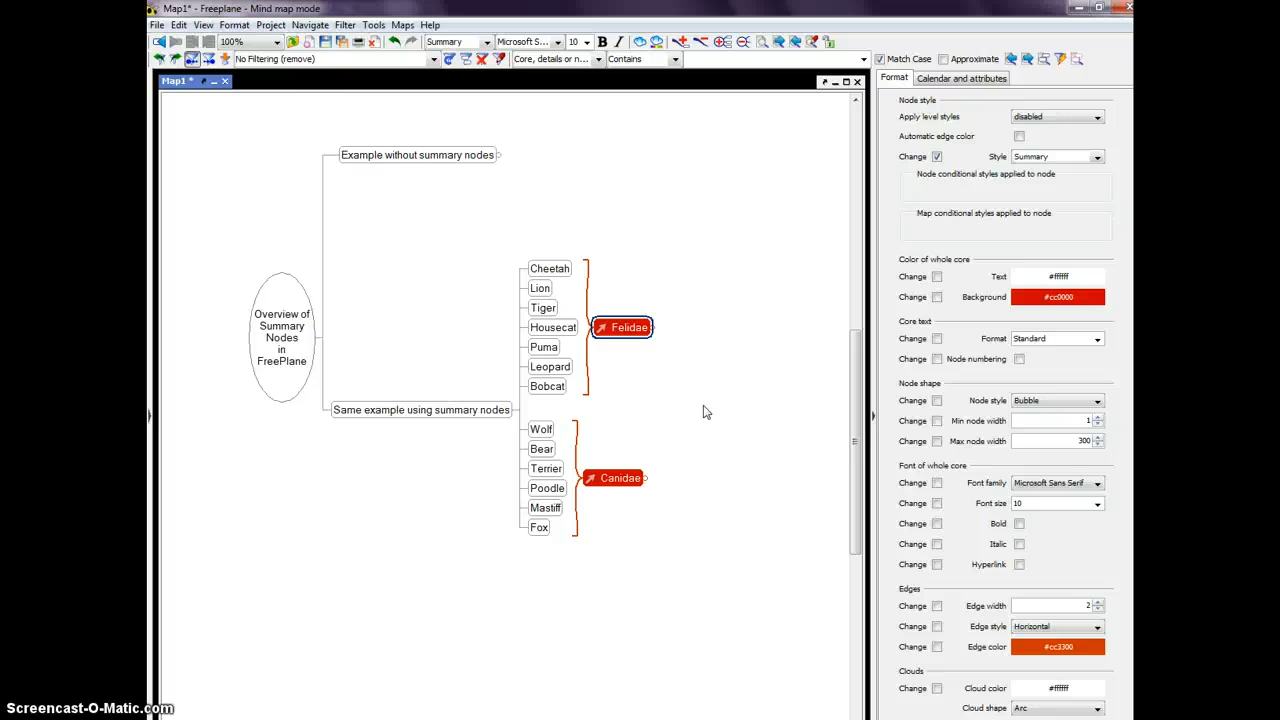 Map1* - Freeplane - Mind map mode
File Edit View Format Project Navigate Filter Tools Maps Help
100% Summary Microsoft S... 10 B I
No Filtering (remove) Core, details or n... Contains Match Case Approximate
Map1 *
Format Calendar and attributes
Example without summary nodes
Overview of
Summary
Nodes
in
FreePlane
Same example using summary nodes
Cheetah
Lion
Tiger
Housecat
Puma
Leopard
Bobcat
Felidae
Wolf
Bear
Terrier
Poodle
Mastiff
Fox
Canidae
Node style
Apply level styles disabled
Automatic edge color
Change Style Summary
Node conditional styles applied to node
Map conditional styles applied to node
Color of whole core
Change Text #ffffff
Change Background #cc0000
Core text
Change Format Standard
Change Node numbering
Node shape
Change Node style Bubble
Change Min node width 1
Change Max node width 300
Font of whole core
Change Font family Microsoft Sans Serif
Change Font size 10
Change Bold
Change Italic
Change Hyperlink
Edges
Change Edge width 2
Change Edge style Horizontal
Change Edge color #cc3300
Clouds
Change Cloud color #ffffff
Cloud shape Arc
Screencast-O-Matic.com